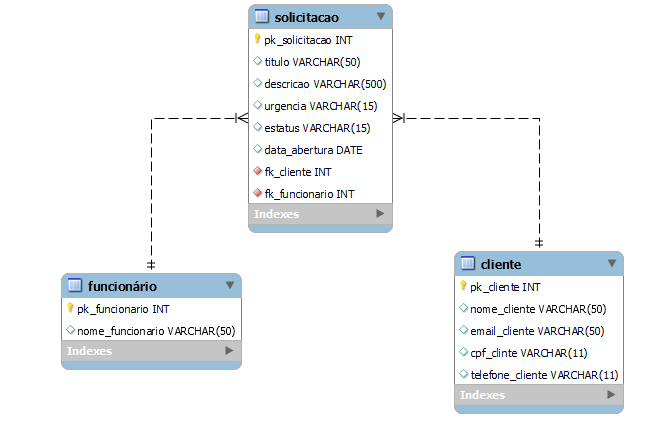 solicitacao
pk_solicitacao INT
titulo VARCHAR(50)
descricao VARCHAR(500)
urgencia VARCHAR(15)
estatus VARCHAR(15)
data_abertura DATE
fk_cliente INT
fk_funcionario INT
Indexes
funcionário
pk_funcionario INT
nome_funcionario VARCHAR(50)
Indexes
cliente
pk_cliente INT
nome_cliente VARCHAR(50)
email_cliente VARCHAR(50)
cpf_clinte VARCHAR(11)
telefone_cliente VARCHAR(11)
Indexes